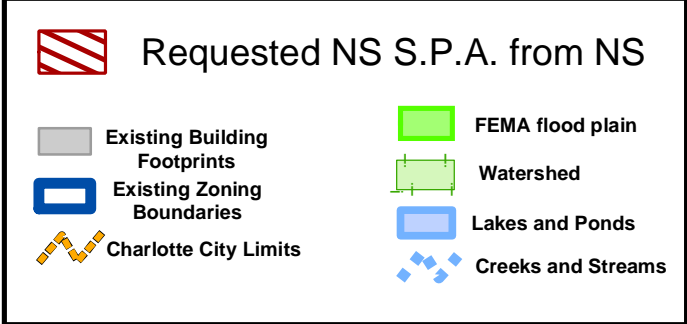 Requested NS S.P.A. from NS
Existing Building
Footprints
Existing Zoning
Boundaries
Charlotte City Limits
FEMA flood plain
Watershed
Lakes and Ponds
Creeks and Streams